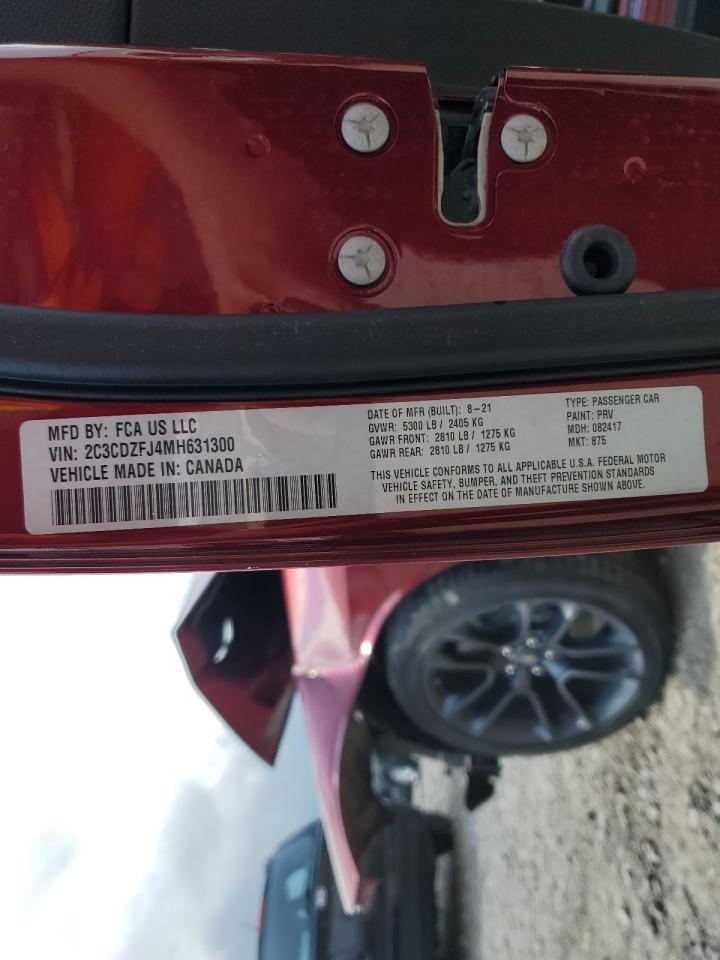 MFD BY: FCA US LLC
VIN: 2C3CDZFJ4MH631300
VEHICLE MADE IN: CANADA
DATE OF MFR (BUILT): 8-21
GVWR: 5300 LB / 2405 KG
GAWR FRONT: 2810 LB / 1275 KG
GAWR REAR: 2810 LB / 1275 KG
TYPE: PASSENGER CAR
PAINT: PRV
MDH: 082417
MKT: 875
THIS VEHICLE CONFORMS TO ALL APPLICABLE U.S.A. FEDERAL MOTOR
VEHICLE SAFETY, BUMPER, AND THEFT PREVENTION STANDARDS
IN EFFECT ON THE DATE OF MANUFACTURE SHOWN ABOVE.